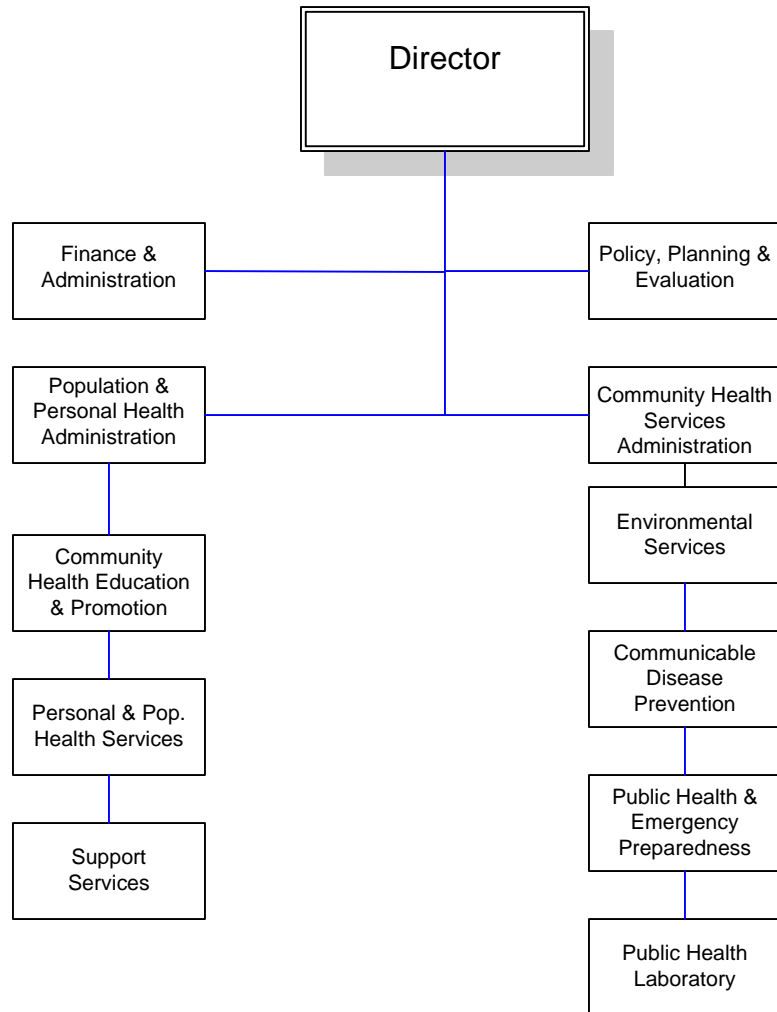 Director
Finance &
Administration
Policy, Planning &
Evaluation
Population &
Personal Health
Administration
Community Health
Services
Administration
Community
Health Education
& Promotion
Environmental
Services
Personal & Pop.
Health Services
Communicable
Disease
Prevention
Support
Services
Public Health &
Emergency
Preparedness
Public Health
Laboratory